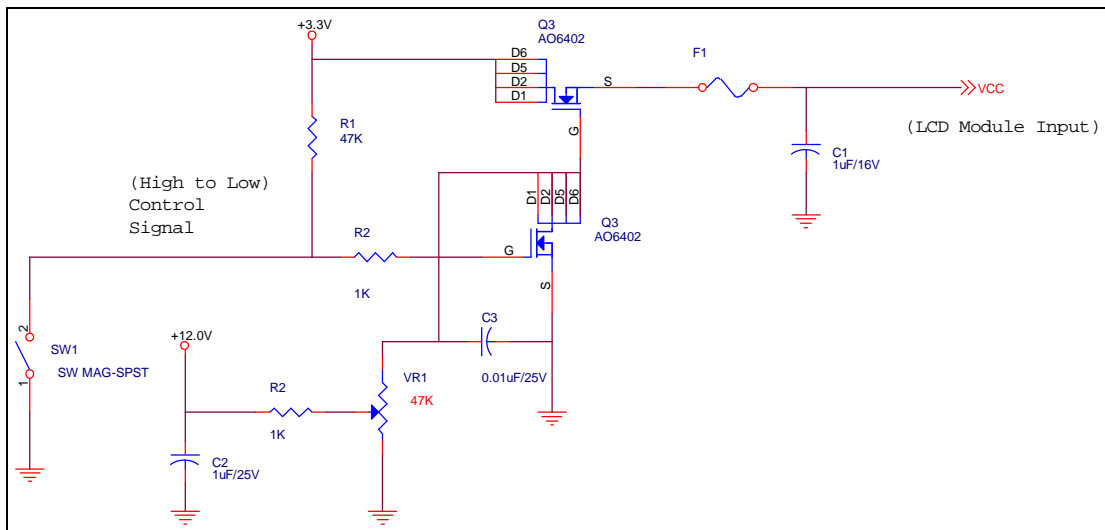 Q3
AO6402
+3.3V
D6
D5
D2
D1
S
F1
G
VCC
(LCD Module Input)
R1
47K
C1
1uF/16V
(High to Low)
Control
Signal
D1
D2
D5
D6
Q3
AO6402
R2
G
1K
S
2
C3
+12.0V
SW1
SW MAG-SPST
1
0.01uF/25V
R2
VR1
47K
1K
C2
1uF/25V